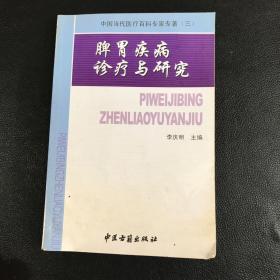 中国当代医疗百科专家专著(三)
脾胃疾病
诊疗与研究
PIWEIJIBING
ZHENLIAOYUYANJIU
李庆明 主编
PIWEIJIBINGZHENLIAOYUYANJIU
中医古籍出版社